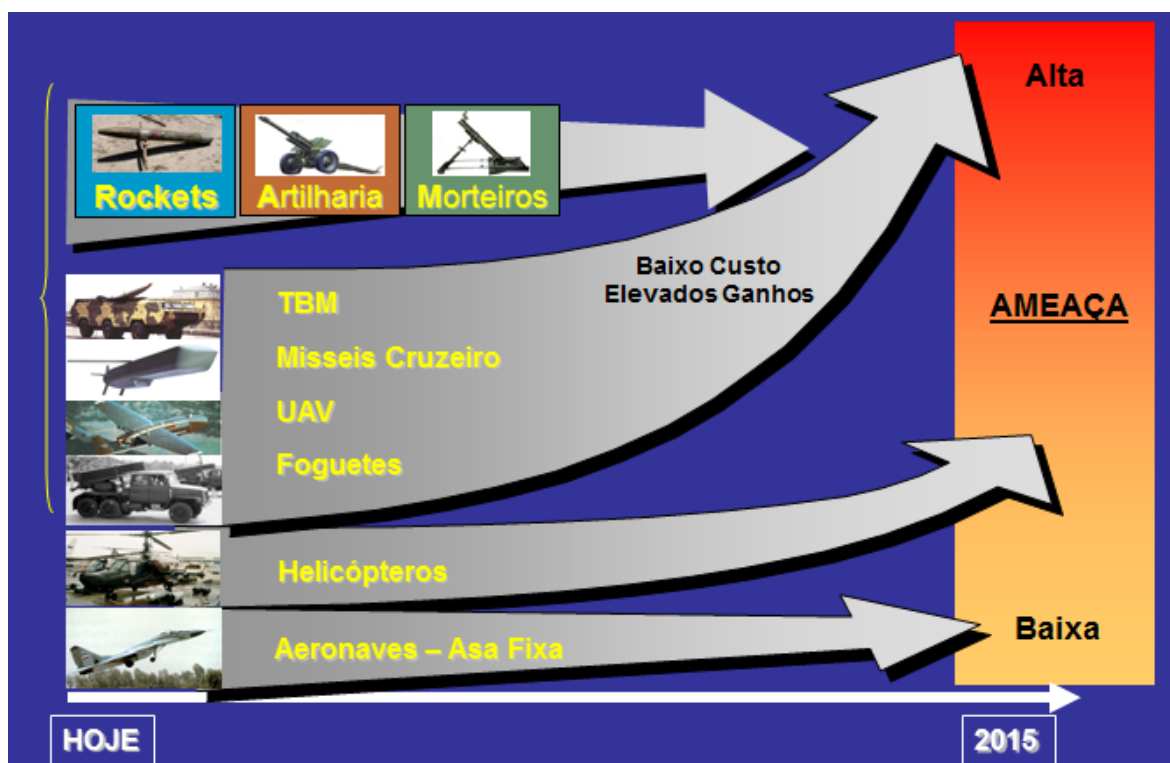 Alta
Rockets
Artilharia
Morteiros
Baixo Custo
Elevados Ganhos
TBM
AMEAÇA
Misseis Cruzeiro
UAV
Foguetes
Helicópteros
Baixa
Aeronaves – Asa Fixa
HOJE
2015